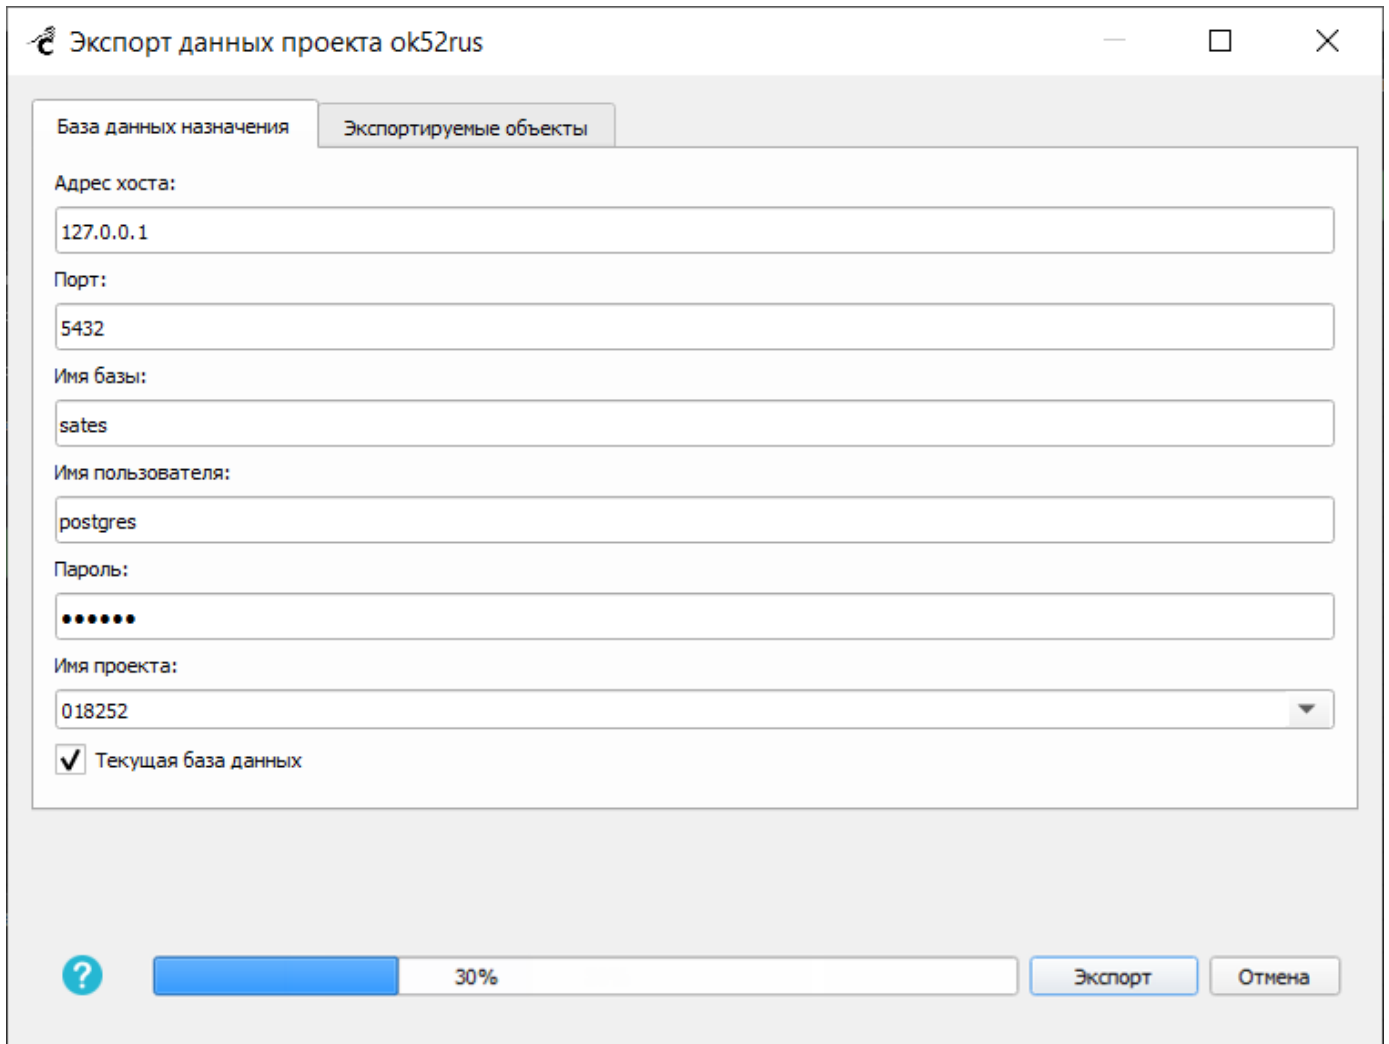 Экспорт данных проекта ok52rus
База данных назначения
Экспортируемые объекты
Адрес хоста:
127.0.0.1
Порт:
5432
Имя базы:
sates
Имя пользователя:
postgres
Пароль:
••••••
Имя проекта:
018252
Текущая база данных
?
30%
Экспорт
Отмена